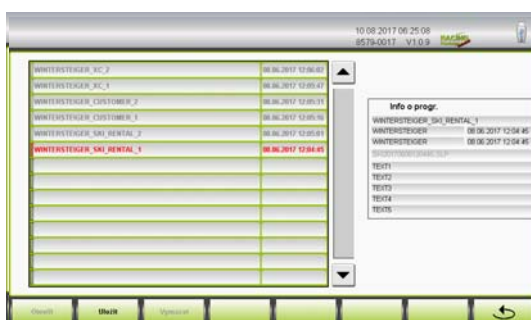 10.08.2017 06:25:08
8579-0017 V1.0.9 RACING
WINTERSTEIGER_XC_2 08.06.2017 12:06:02
WINTERSTEIGER_XC_1 08.06.2017 12:05:47
WINTERSTEIGER_CUSTOMER_2 08.06.2017 12:05:31
WINTERSTEIGER_CUSTOMER_1 08.06.2017 12:05:16
WINTERSTEIGER_SKI_RENTAL_2 08.06.2017 12:05:01
WINTERSTEIGER_SKI_RENTAL_1 08.06.2017 12:04:45
Info o progr.
WINTERSTEIGER_SKI_RENTAL_1
WINTERSTEIGER 08.06.2017 12:04:45
WINTERSTEIGER 08.06.2017 12:04:45
TEXT1
TEXT2
TEXT3
TEXT4
TEXT5
Otevřít Uložit Vymazat